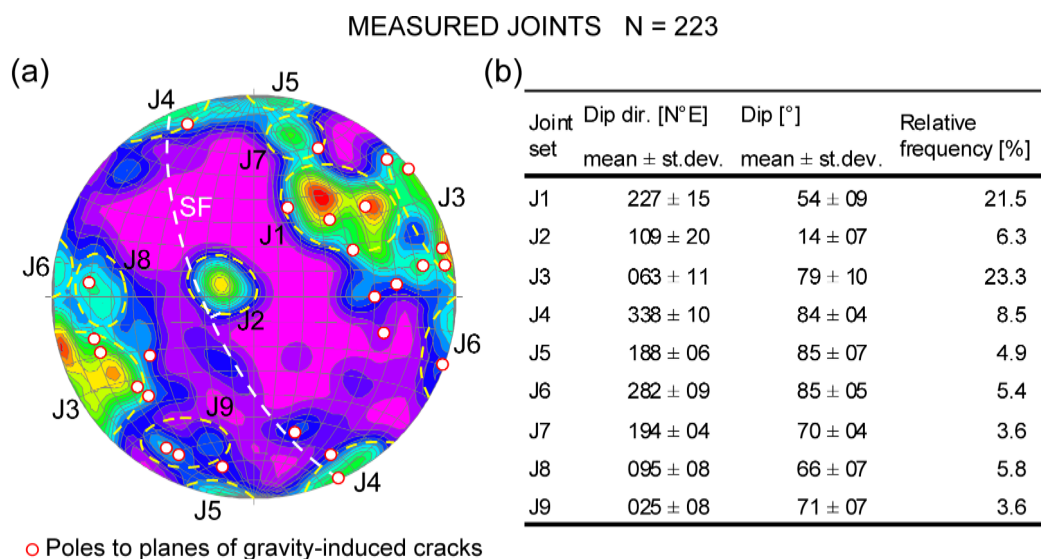 MEASURED JOINTS N = 223
(a)
J5
J4
J7
J3
SF
J1
J6
J8
J2
J6
J3
J9
J4
J5
Poles to planes of gravity-induced cracks
(b)
Joint set Dip dir. [N°E] Dip [°] Relative frequency [%]
mean ± st.dev. mean ± st.dev.
J1 227 ± 15 54 ± 09 21.5
J2 109 ± 20 14 ± 07 6.3
J3 063 ± 11 79 ± 10 23.3
J4 338 ± 10 84 ± 04 8.5
J5 188 ± 06 85 ± 07 4.9
J6 282 ± 09 85 ± 05 5.4
J7 194 ± 04 70 ± 04 3.6
J8 095 ± 08 66 ± 07 5.8
J9 025 ± 08 71 ± 07 3.6